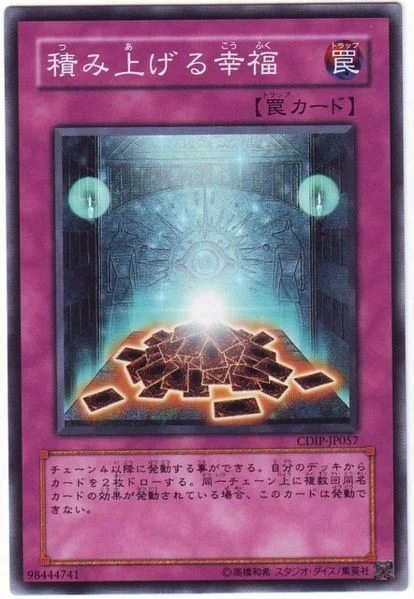 積み上げる幸福
罠
【罠カード】
CDIP-JP057
チェーン4以降に発動する事ができる。自分のデッキから
カードを2枚ドローする。同一チェーン上に複数回同名
カードの効果が発動されている場合、このカードは発動で
きない。
98444741
©高橋和希 スタジオ・ダイス/集英社